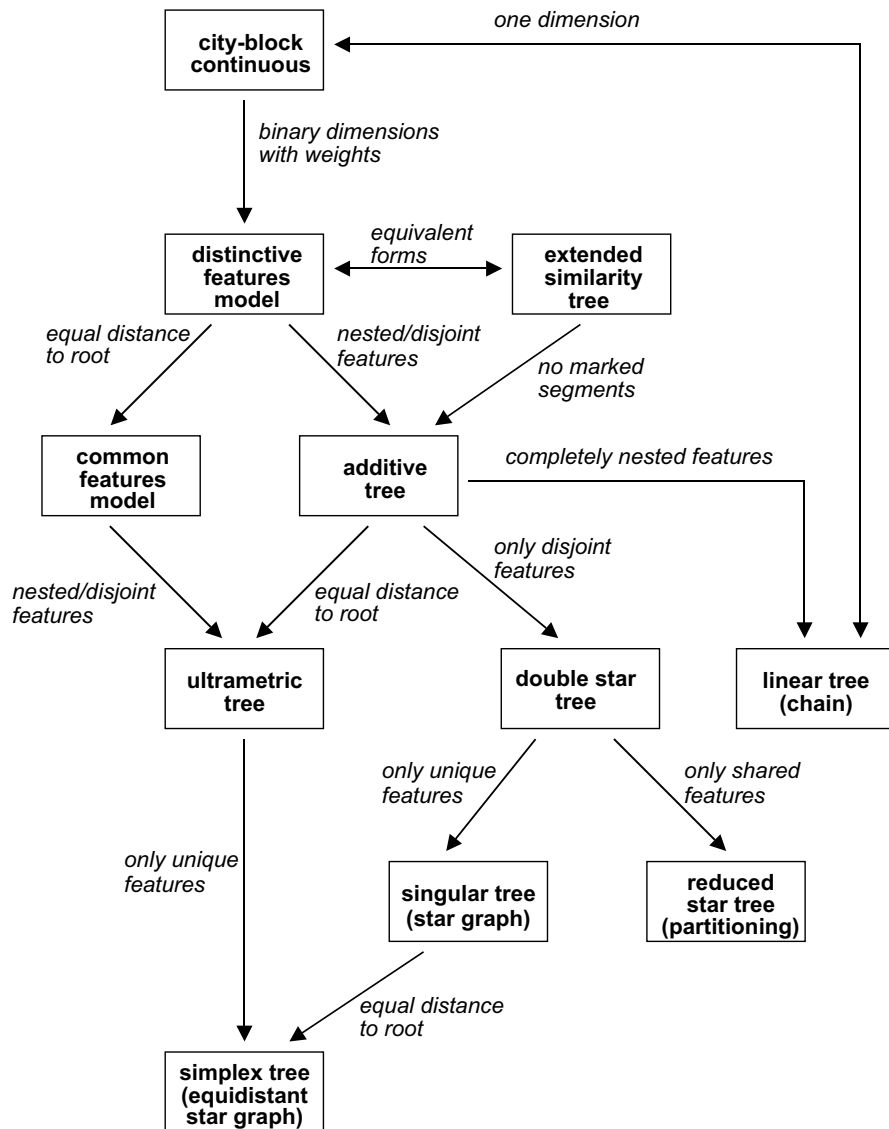 one dimension
city-block
continuous
binary dimensions
with weights
distinctive
features
model
equivalent
forms
extended
similarity
tree
equal distance
to root
nested/disjoint
features
no marked
segments
common
features
model
additive
tree
completely nested features
nested/disjoint
features
equal distance
to root
only disjoint
features
ultrametric
tree
double star
tree
linear tree
(chain)
only unique
features
only shared
features
only unique
features
singular tree
(star graph)
reduced
star tree
(partitioning)
equal distance
to root
simplex tree
(equidistant
star graph)